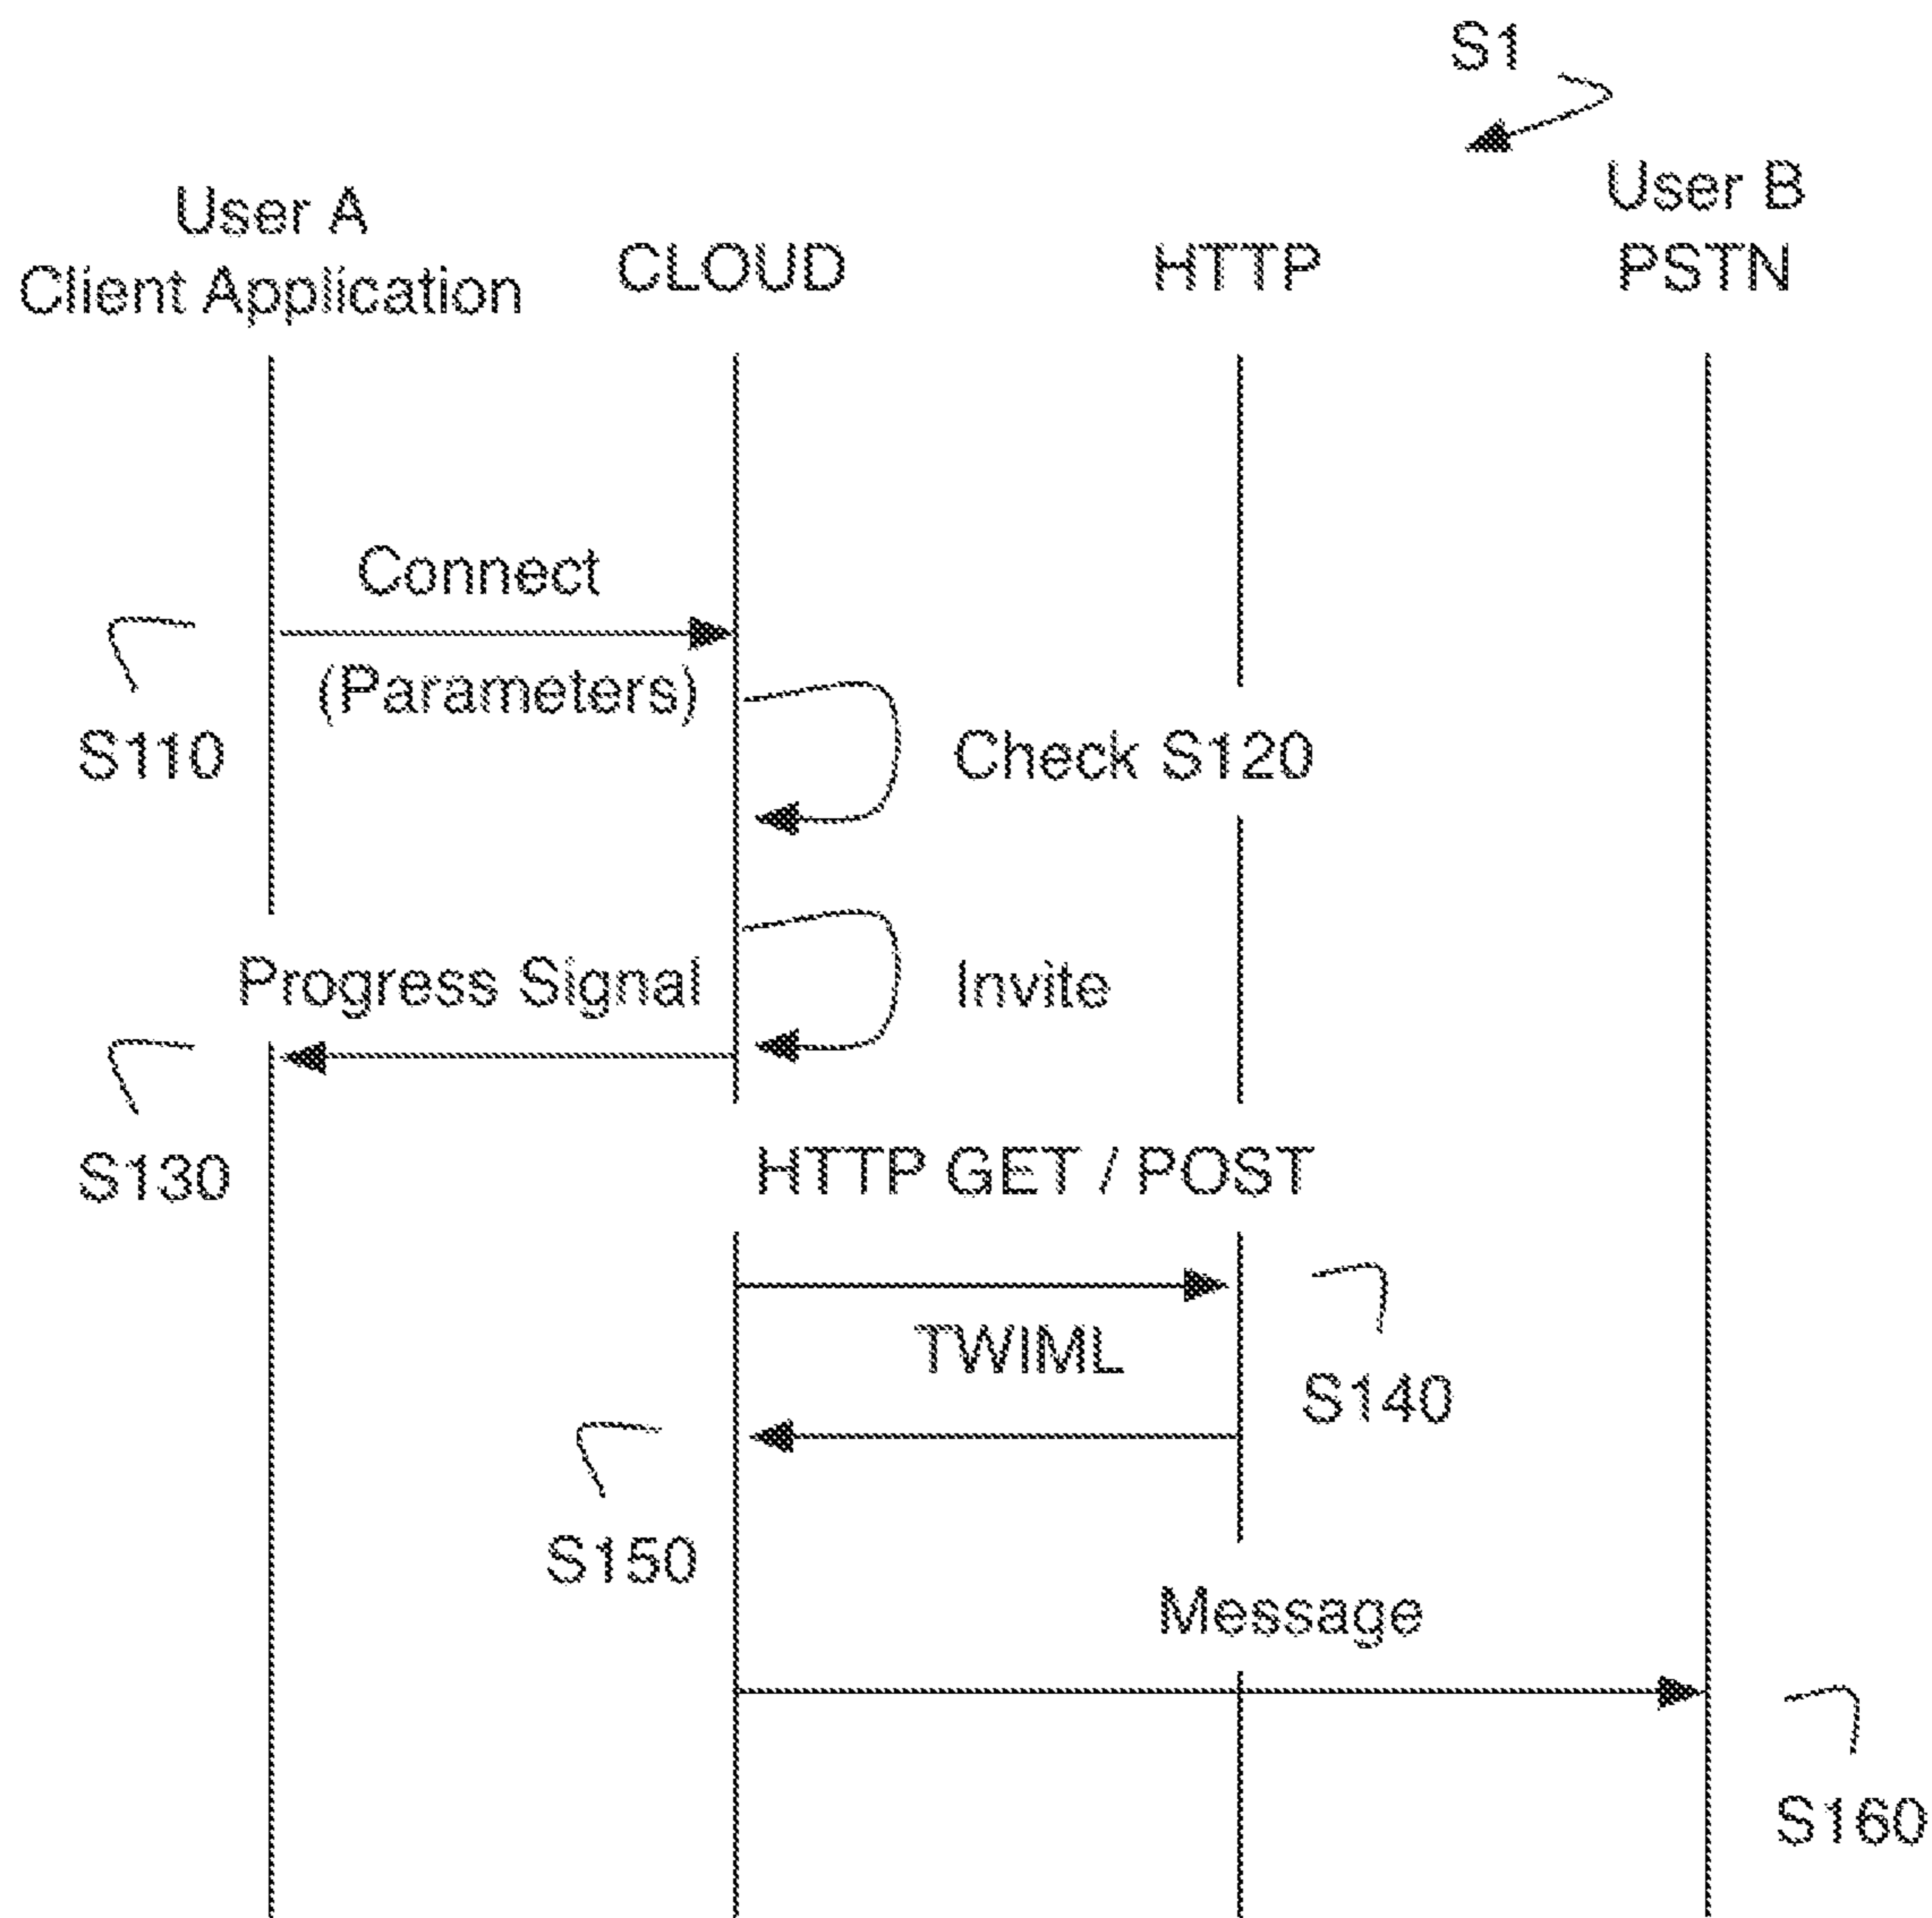 S1
User A
Client Application
CLOUD
HTTP
User B
PSTN
Connect
(Parameters)
S110
Check S120
Progress Signal
Invite
S130
HTTP GET / POST
TWIML
S140
S150
Message
S160